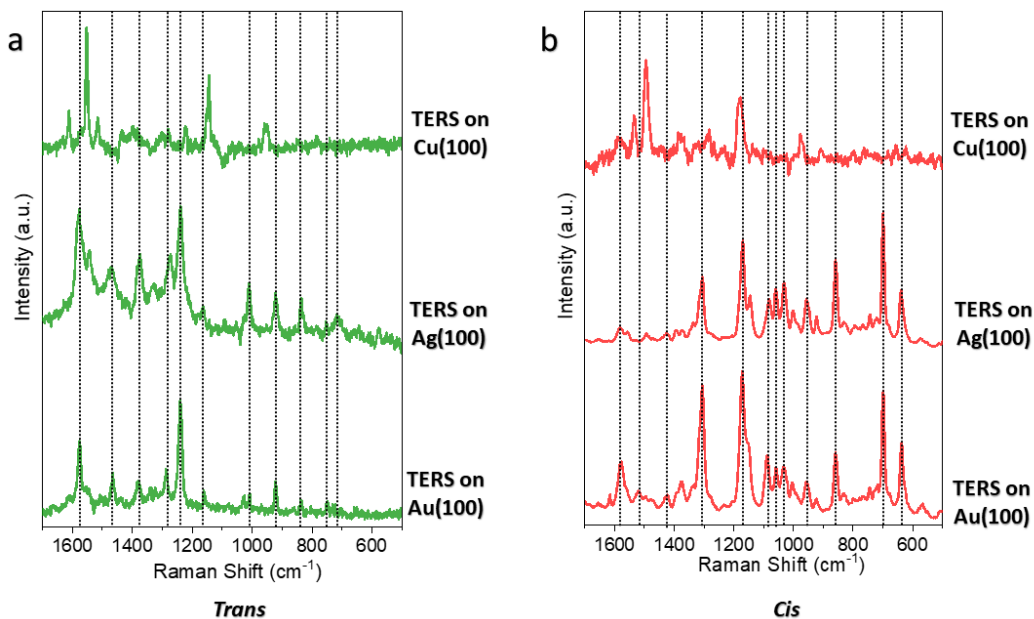 a
b
TERS on
Cu(100)
TERS on
Ag(100)
TERS on
Au(100)
Intensity (a.u.)
1600 1400 1200 1000 800 600
Raman Shift (cm-1)
Trans
TERS on
Cu(100)
TERS on
Ag(100)
TERS on
Au(100)
Intensity (a.u.)
1600 1400 1200 1000 800 600
Raman Shift (cm-1)
Cis